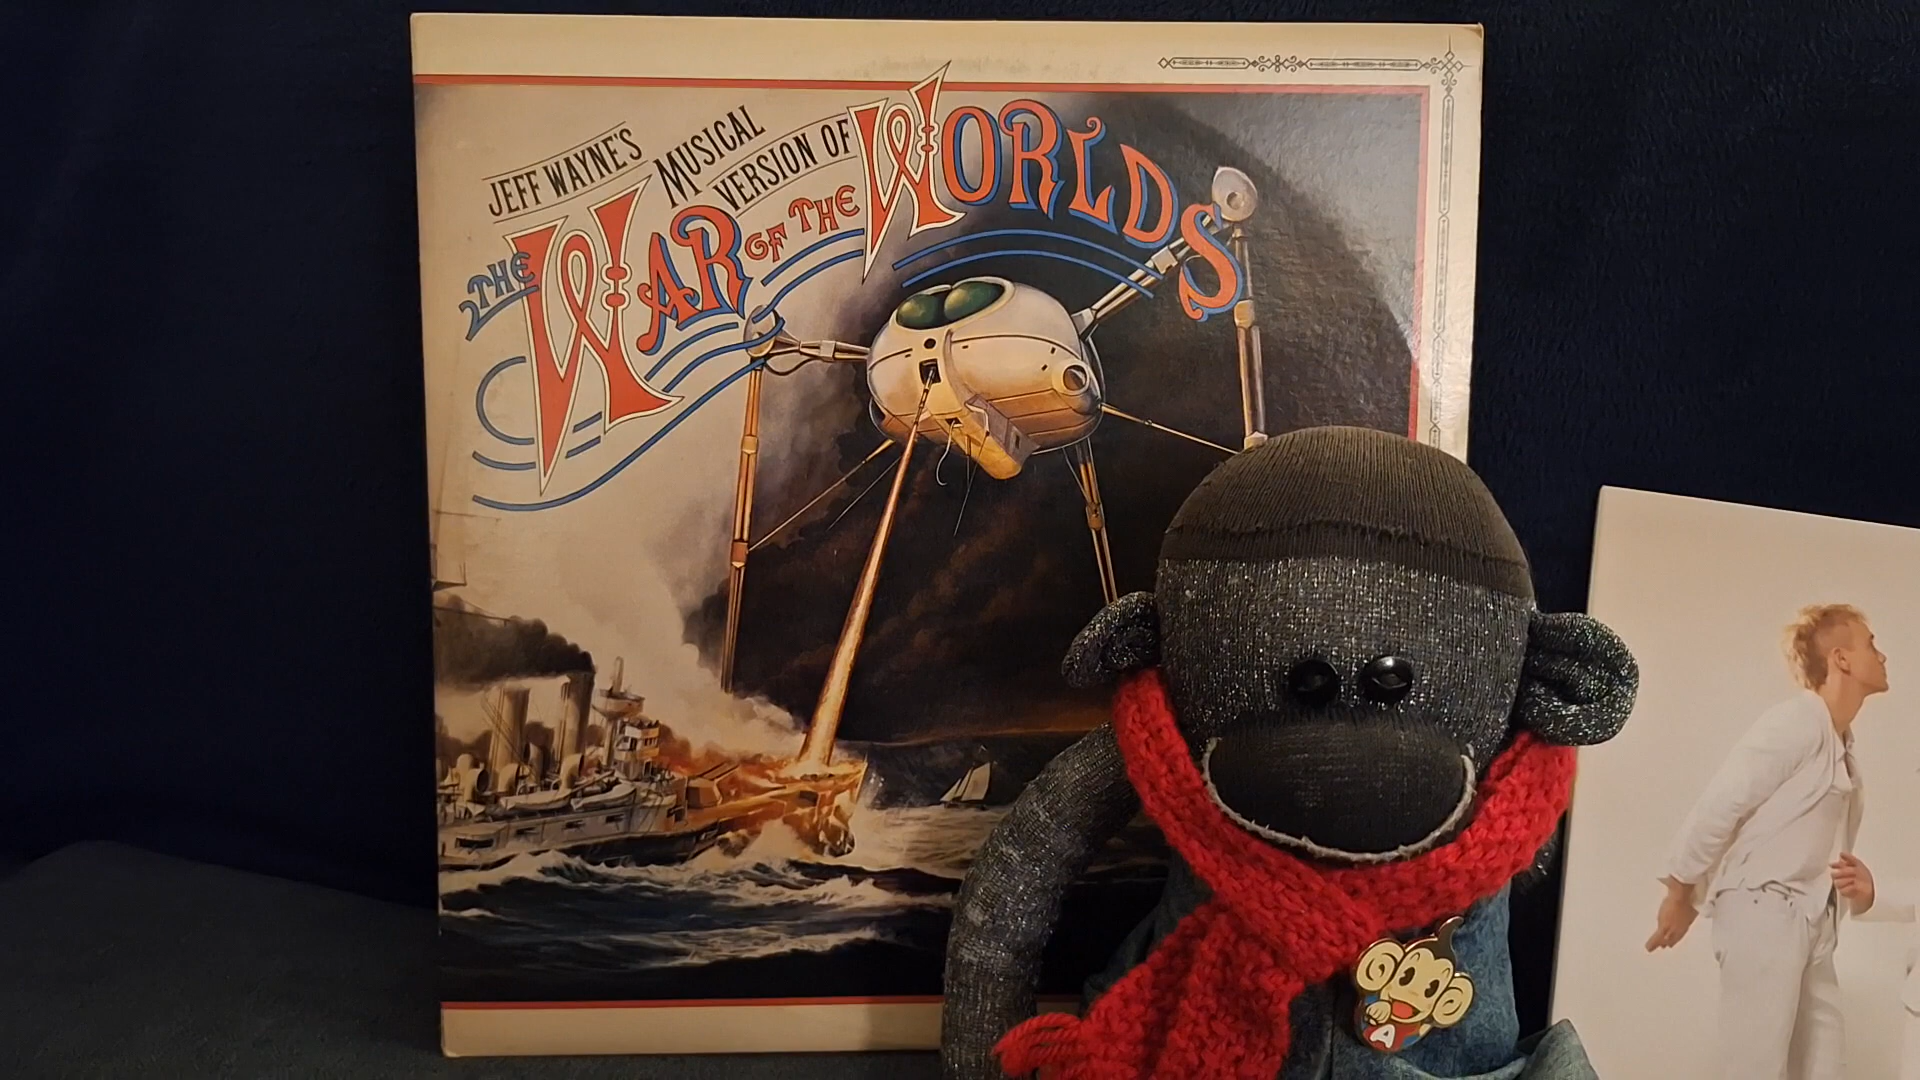 JEFF WAYNE'S
MUSICAL
VERSION OF
THE WAR OF THE WORLDS
A